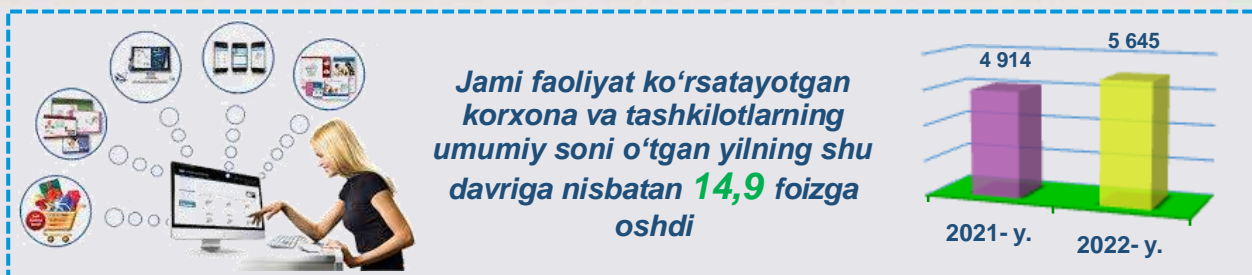 Jami faoliyat ko‘rsatayotgan
korxona va tashkilotlarning
umumiy soni o‘tgan yilning shu
davriga nisbatan 14,9 foizga
oshdi
4 914
5 645
2021- y.
2022- y.